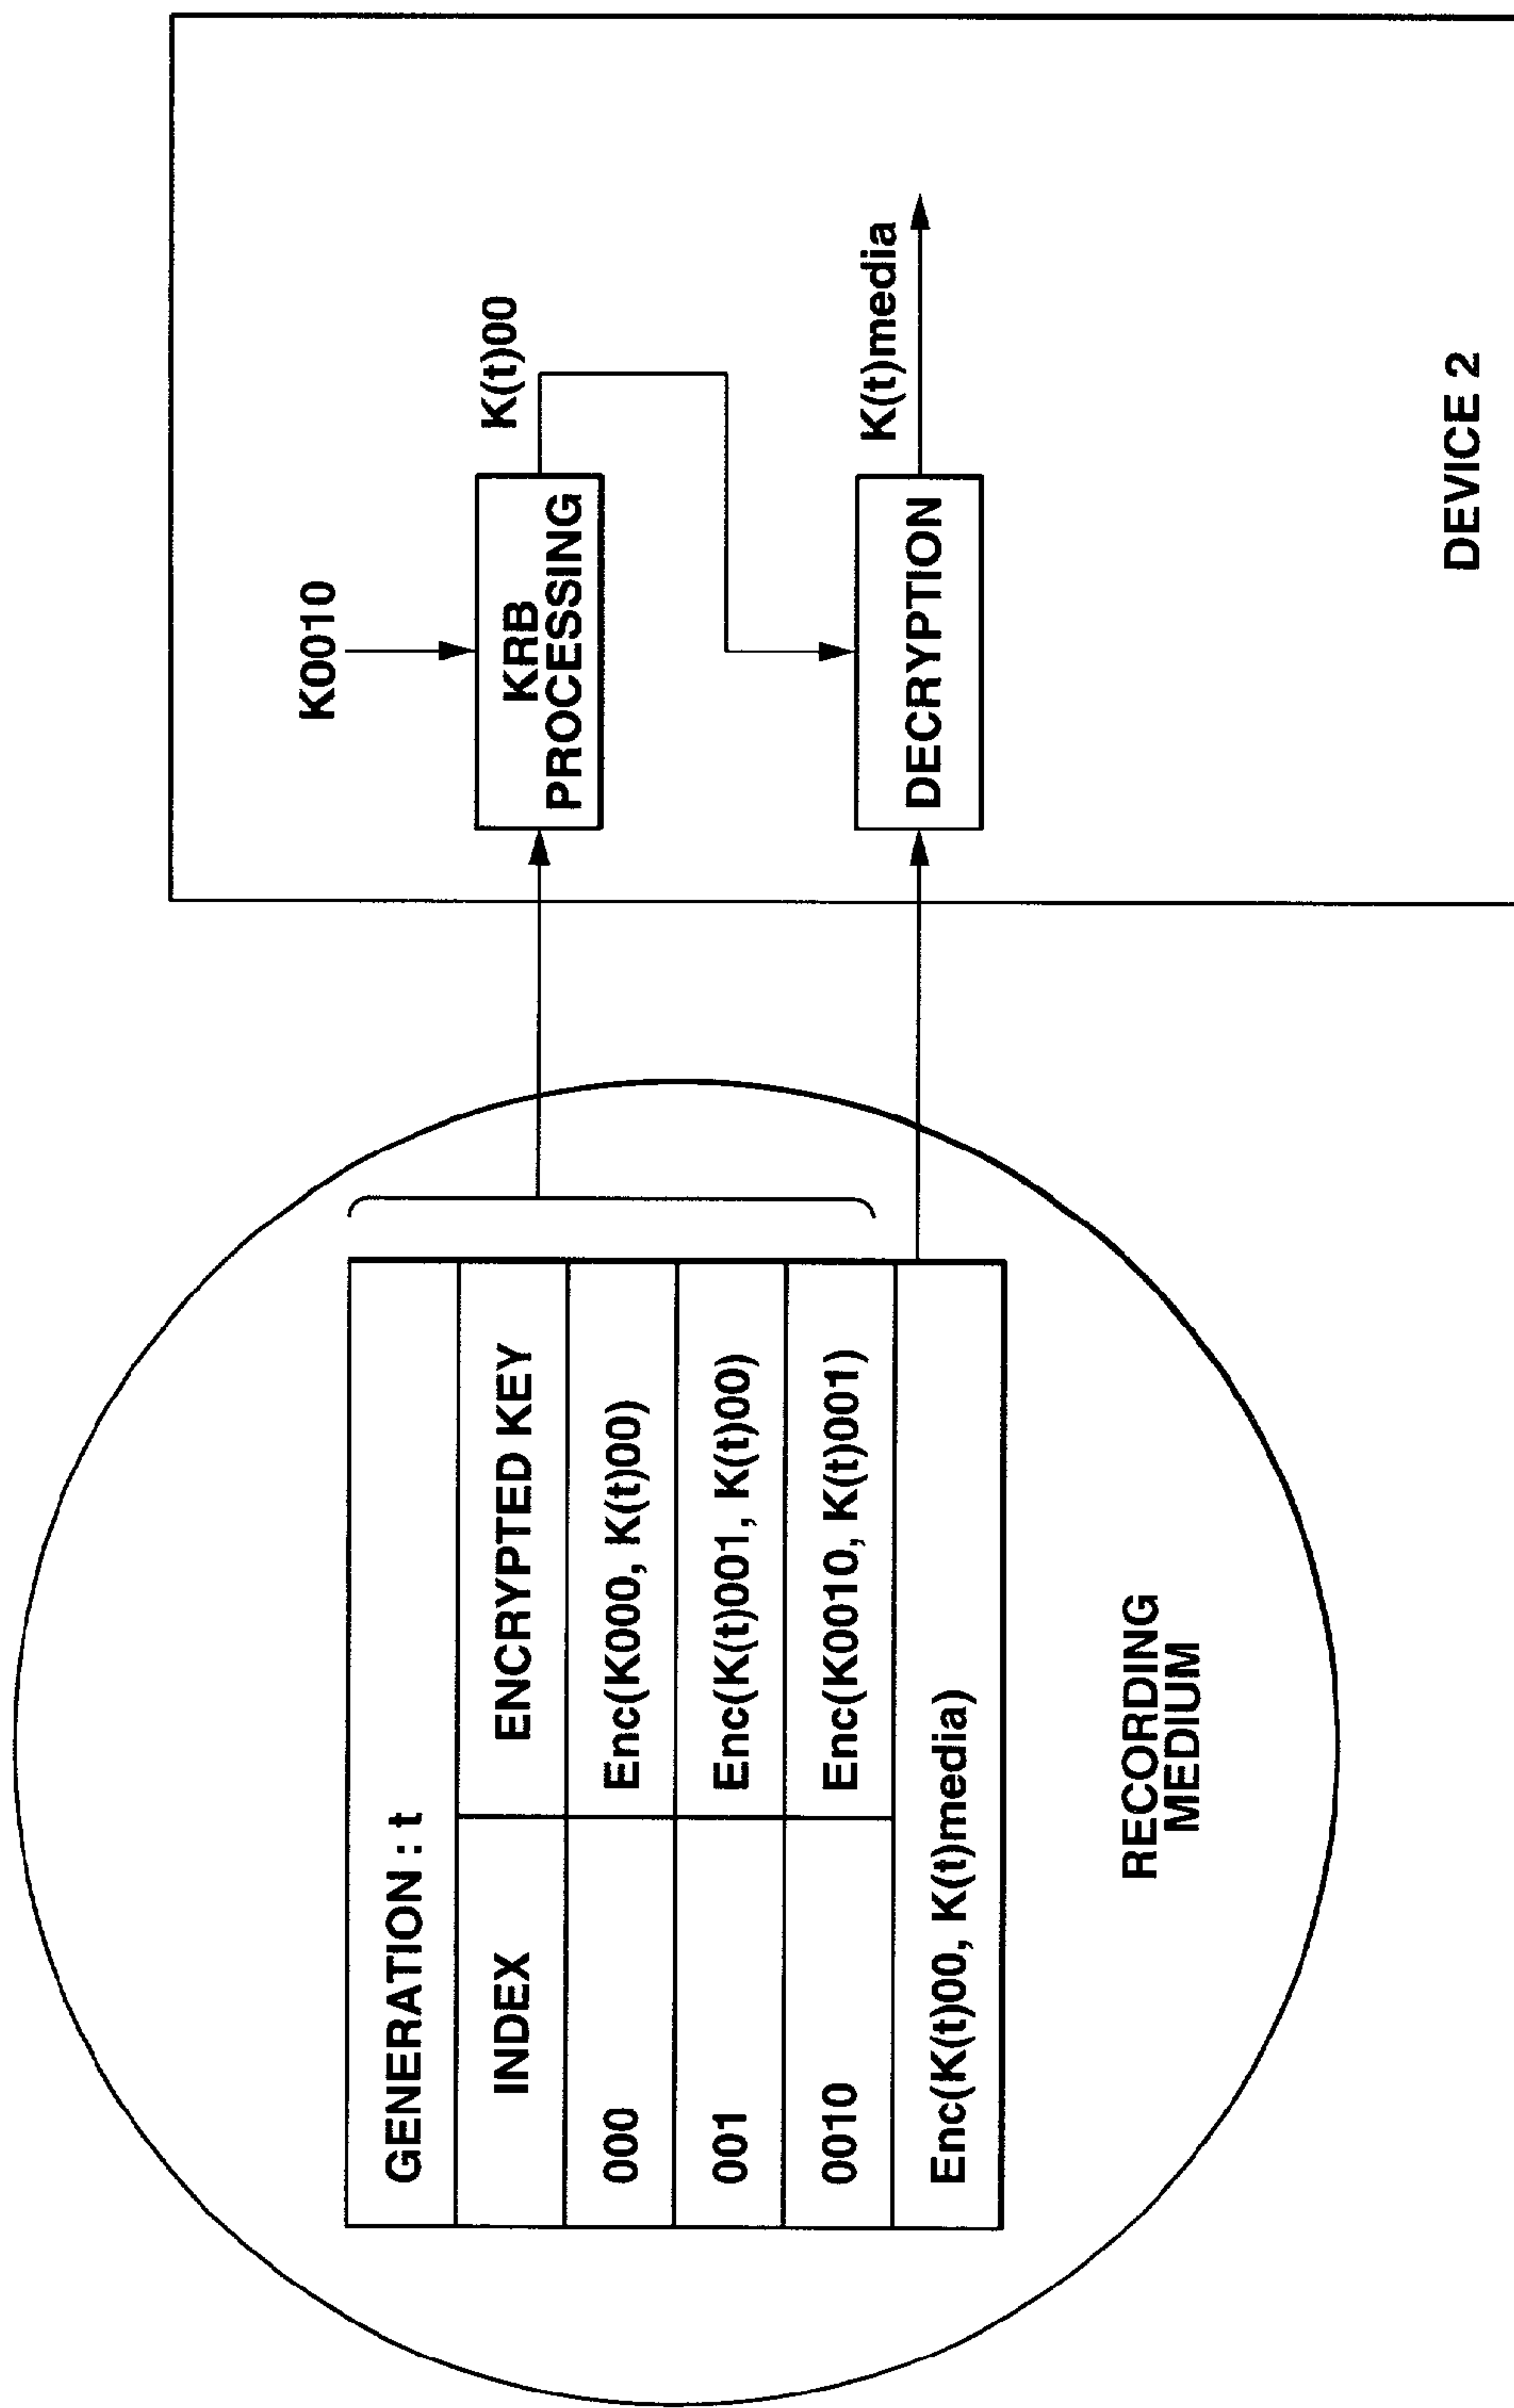 GENERATION : t
INDEX
ENCRYPTED KEY
000
Enc(K000, K(t)00)
001
Enc(K(t)001, K(t)00)
0010
Enc(K0010, K(t)001)
Enc(K(t)00, K(t)media)
RECORDING
MEDIUM
K0010
KRB
PROCESSING
K(t)00
DECRYPTION
K(t)media
DEVICE 2